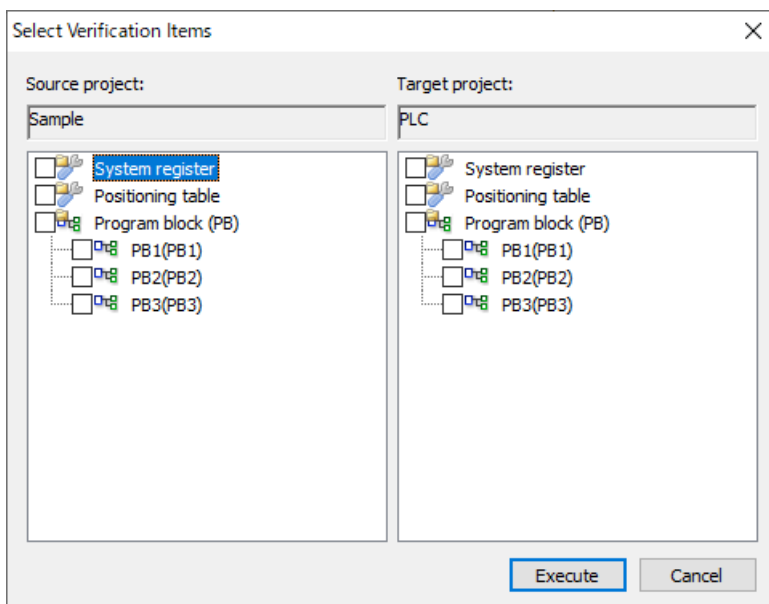 Select Verification Items
Source project:
Target project:
Sample
PLC
System register
Positioning table
Program block (PB)
PB1(PB1)
PB2(PB2)
PB3(PB3)
System register
Positioning table
Program block (PB)
PB1(PB1)
PB2(PB2)
PB3(PB3)
Execute
Cancel